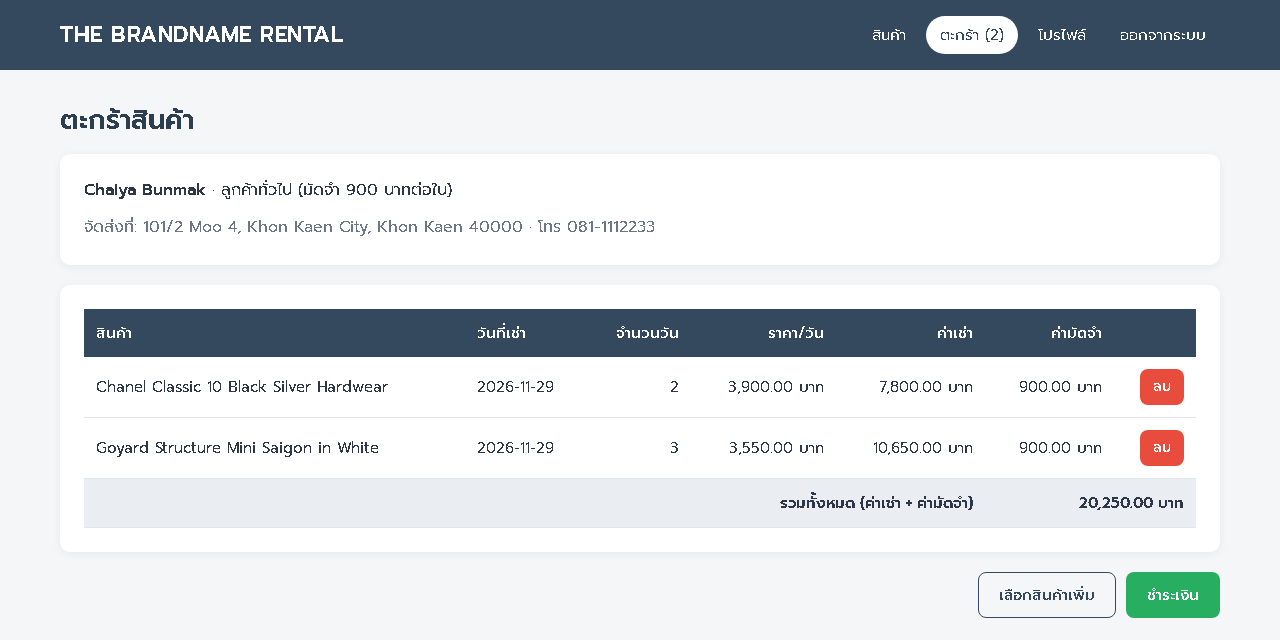 THE BRANDNAME RENTAL สินค้า ตะกร้า (2) โปรไฟล์ ออกจากระบบ
ตะกร้าสินค้า
Chalya Bunmak · ลูกค้าทั่วไป (มัดจำ 900 บาทต่อใบ)
จัดส่งที่: 101/2 Moo 4, Khon Kaen City, Khon Kaen 40000 · โทร 081-1112233
สินค้า วันที่เช่า จำนวนวัน ราคา/วัน ค่าเช่า ค่ามัดจำ
Chanel Classic 10 Black Silver Hardwear 2026-11-29 2 3,900.00 บาท 7,800.00 บาท 900.00 บาท ลบ
Goyard Structure Mini Saigon in White 2026-11-29 3 3,550.00 บาท 10,650.00 บาท 900.00 บาท ลบ
รวมทั้งหมด (ค่าเช่า + ค่ามัดจำ) 20,250.00 บาท
เลือกสินค้าเพิ่ม ชำระเงิน